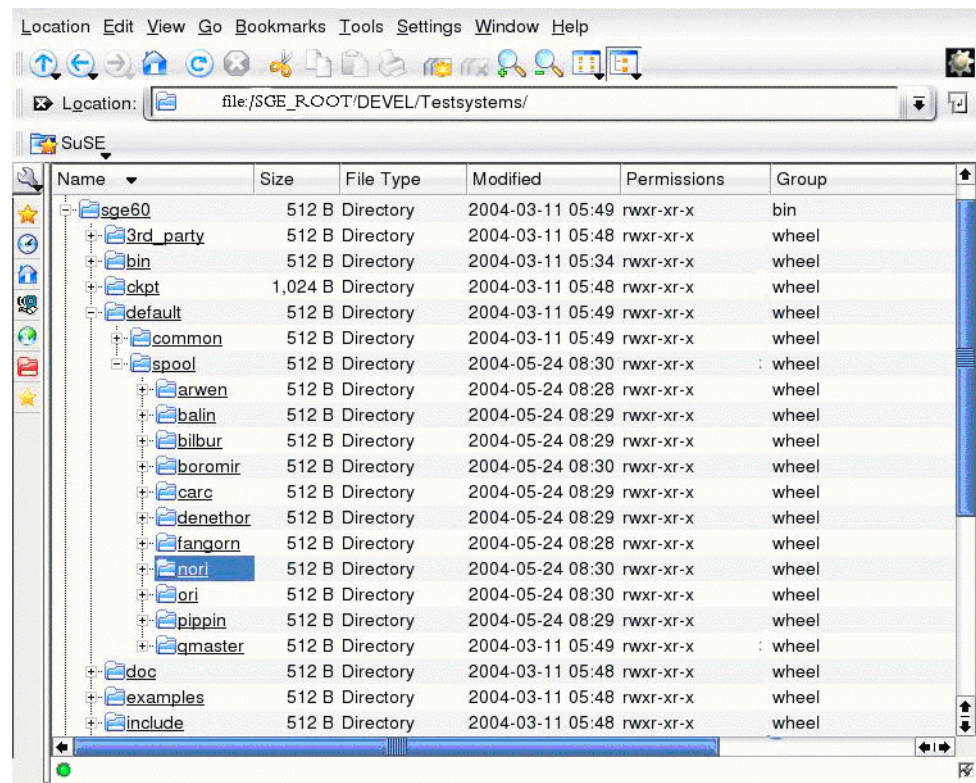 Location Edit View Go Bookmarks Tools Settings Window Help
Location: file:/SGE_ROOT/DEVEL/Testsystems/
SuSE
Name Size File Type Modified Permissions Group
sge60 512 B Directory 2004-03-11 05:49 rwxr-xr-x bin
3rd_party 512 B Directory 2004-03-11 05:48 rwxr-xr-x wheel
bin 512 B Directory 2004-03-11 05:34 rwxr-xr-x wheel
ckpt 1,024 B Directory 2004-03-11 05:48 rwxr-xr-x wheel
default 512 B Directory 2004-03-11 05:49 rwxr-xr-x wheel
common 512 B Directory 2004-03-11 05:49 rwxr-xr-x wheel
spool 512 B Directory 2004-05-24 08:30 rwxr-xr-x : wheel
arwen 512 B Directory 2004-05-24 08:28 rwxr-xr-x wheel
balin 512 B Directory 2004-05-24 08:29 rwxr-xr-x wheel
bilbur 512 B Directory 2004-05-24 08:29 rwxr-xr-x wheel
boromir 512 B Directory 2004-05-24 08:30 rwxr-xr-x wheel
carc 512 B Directory 2004-05-24 08:29 rwxr-xr-x wheel
denethor 512 B Directory 2004-05-24 08:29 rwxr-xr-x wheel
fangorn 512 B Directory 2004-05-24 08:28 rwxr-xr-x wheel
nori 512 B Directory 2004-05-24 08:30 rwxr-xr-x wheel
ori 512 B Directory 2004-05-24 08:30 rwxr-xr-x wheel
pippin 512 B Directory 2004-05-24 08:29 rwxr-xr-x wheel
qmaster 512 B Directory 2004-03-11 05:49 rwxr-xr-x : wheel
doc 512 B Directory 2004-03-11 05:48 rwxr-xr-x wheel
examples 512 B Directory 2004-03-11 05:48 rwxr-xr-x wheel
include 512 B Directory 2004-03-11 05:48 rwxr-xr-x wheel